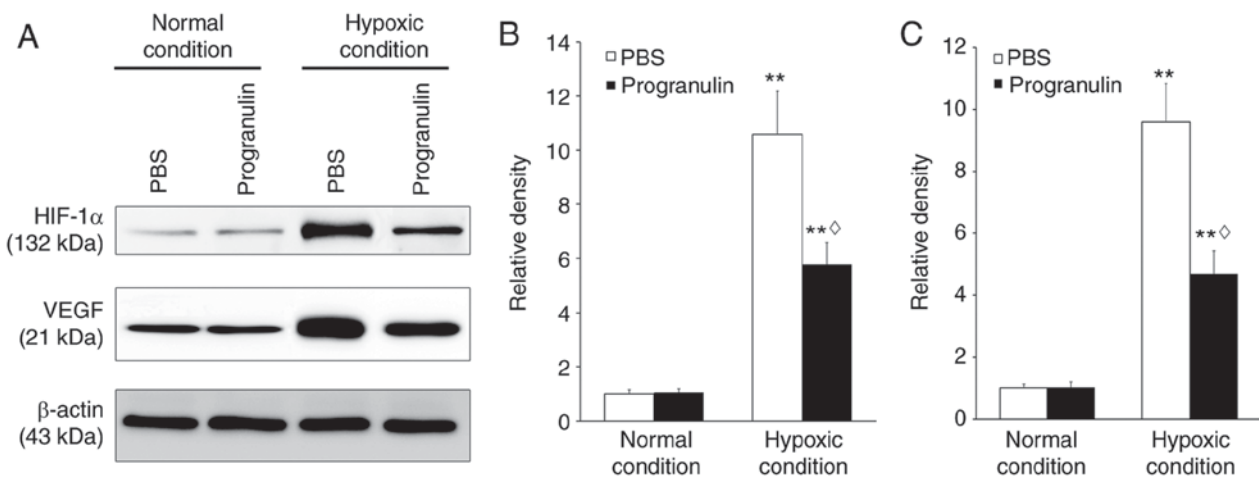 A
Normal
condition
Hypoxic
condition
PBS
Progranulin
PBS
Progranulin
HIF-1α
(132 kDa)
VEGF
(21 kDa)
β-actin
(43 kDa)
B
Relative density
14
12
10
8
6
4
2
0
PBS
Progranulin
**
**◊
Normal
condition
Hypoxic
condition
C
Relative density
12
10
8
6
4
2
0
PBS
Progranulin
**
**◊
Normal
condition
Hypoxic
condition